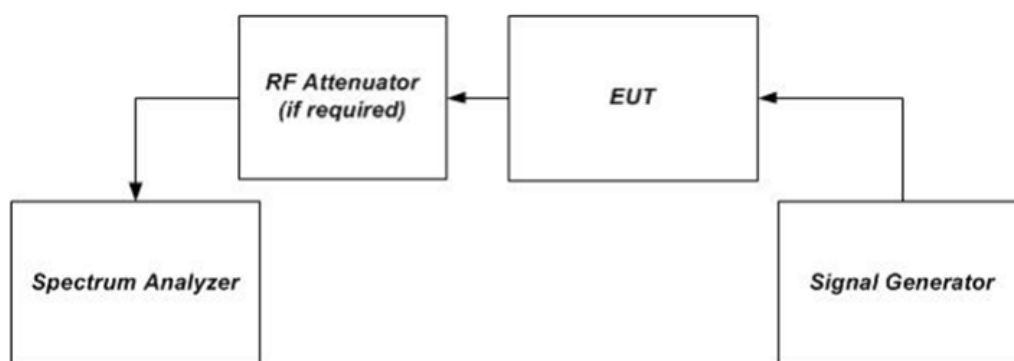 RF Attenuator
(if required)
EUT
Spectrum Analyzer
Signal Generator